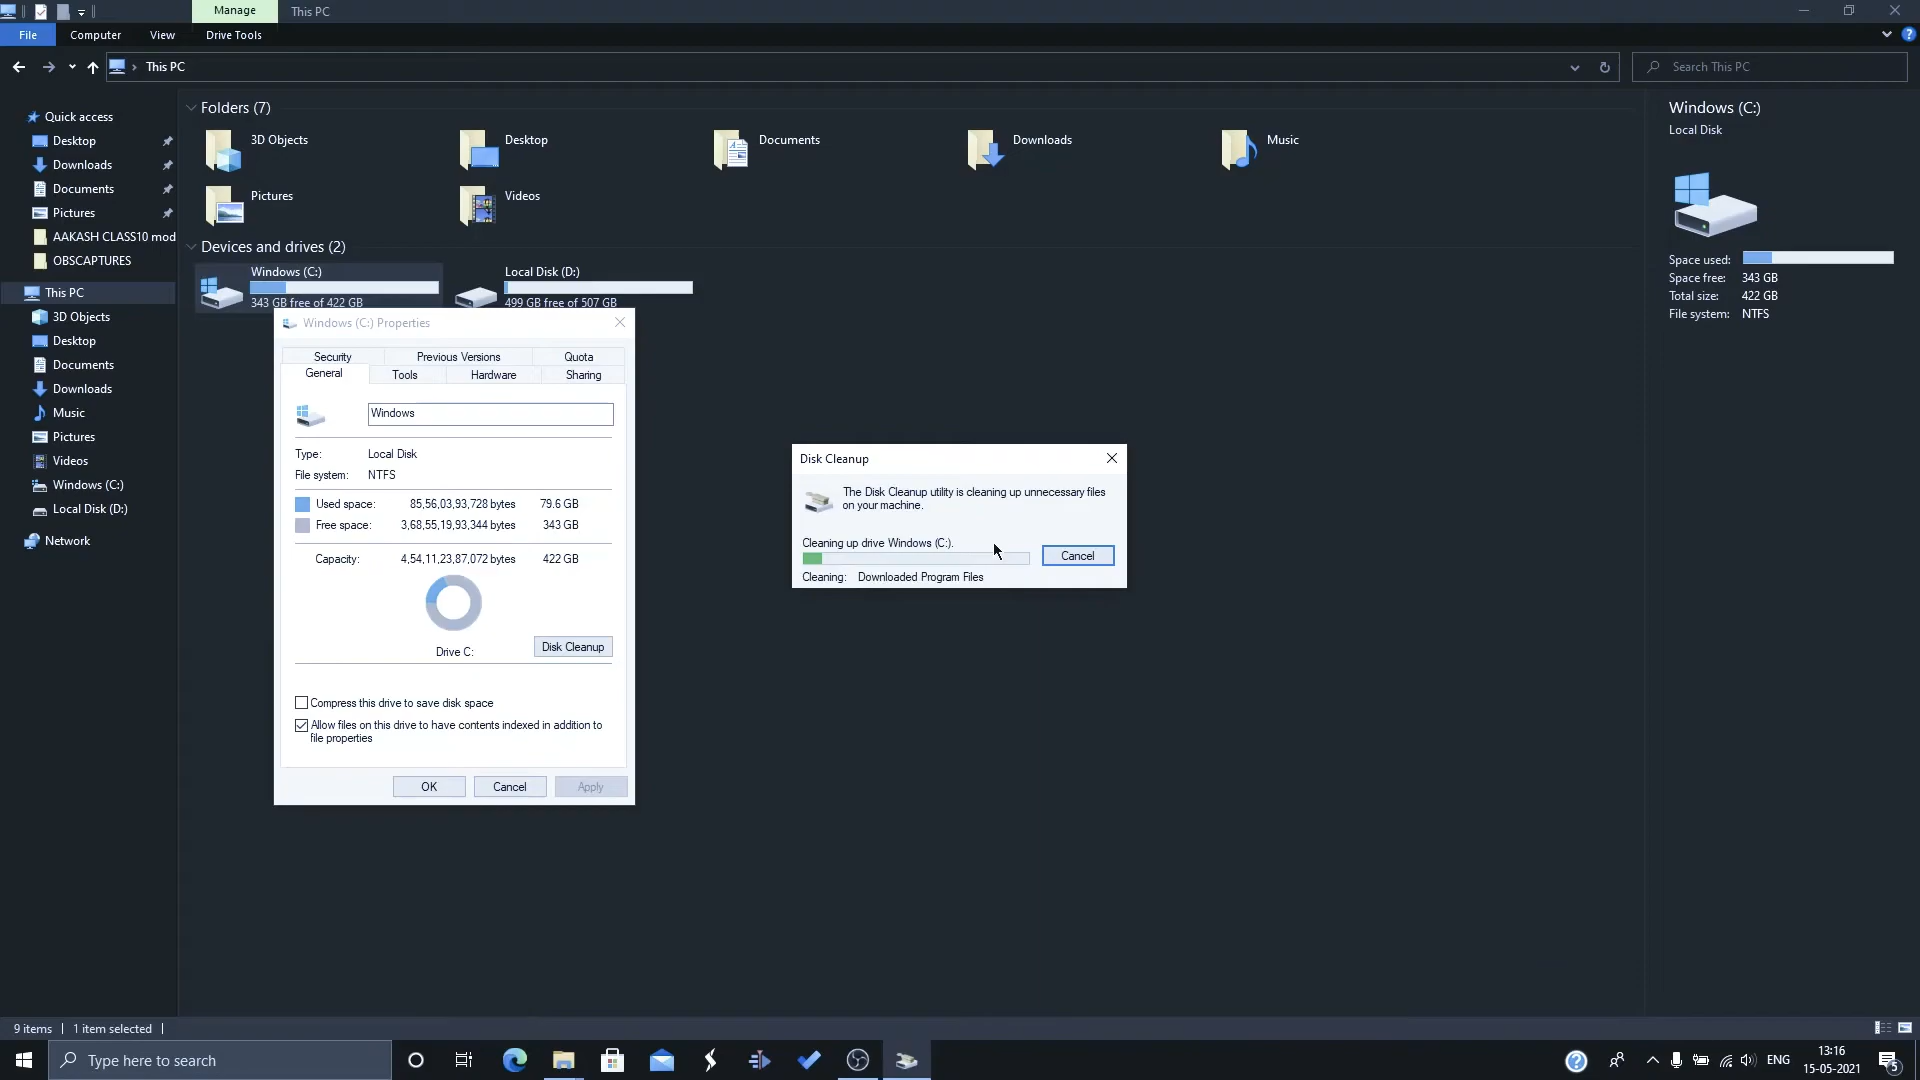 Manage
This PC
File
Computer
View
Drive Tools
This PC
Search This PC
Quick access
Desktop
Downloads
Documents
Pictures
AAKASH CLASS10 mod
OBSCAPTURES
This PC
3D Objects
Desktop
Documents
Downloads
Music
Pictures
Videos
Windows (C:)
Local Disk (D:)
Network
Folders (7)
3D Objects
Desktop
Documents
Downloads
Music
Pictures
Videos
Devices and drives (2)
Windows (C:)
343 GB free of 422 GB
Local Disk (D:)
499 GB free of 507 GB
Windows (C:)
Local Disk
Space used:
Space free: 343 GB
Total size: 422 GB
File system: NTFS
Windows (C:) Properties
Security
Previous Versions
Quota
General
Tools
Hardware
Sharing
Windows
Type: Local Disk
File system: NTFS
Used space: 85,56,03,93,728 bytes 79.6 GB
Free space: 3,68,55,19,93,344 bytes 343 GB
Capacity: 4,54,11,23,87,072 bytes 422 GB
Drive C:
Disk Cleanup
Compress this drive to save disk space
Allow files on this drive to have contents indexed in addition to
file properties
OK
Cancel
Apply
Disk Cleanup
The Disk Cleanup utility is cleaning up unnecessary files
on your machine.
Cleaning up drive Windows (C:).
Cancel
Cleaning: Downloaded Program Files
9 items
1 item selected
Type here to search
ENG
13:16
15-05-2021
5